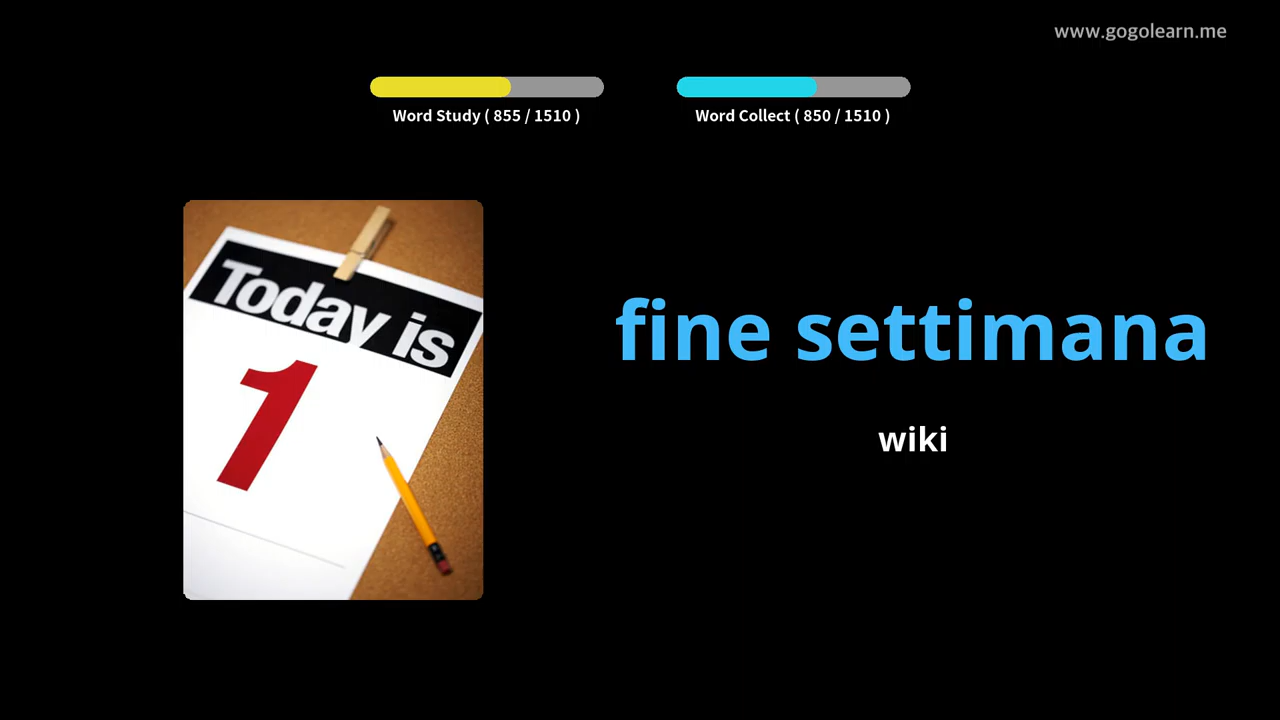 www.gogolearn.me
Word Study ( 855 / 1510 )
Word Collect ( 850 / 1510 )
Today is
1
fine settimana
wiki